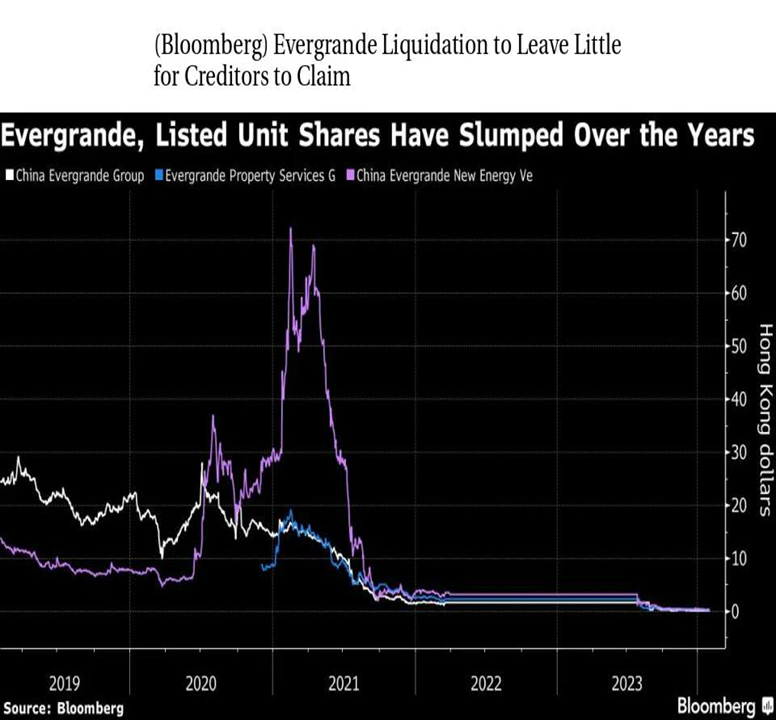 (Bloomberg) Evergrande Liquidation to Leave Little
for Creditors to Claim
Evergrande, Listed Unit Shares Have Slumped Over the Years
China Evergrande Group Evergrande Property Services G China Evergrande New Energy Ve
70
60
50
40
30
20
10
0
Hong Kong dollars
2019 2020 2021 2022 2023
Source: Bloomberg
Bloomberg